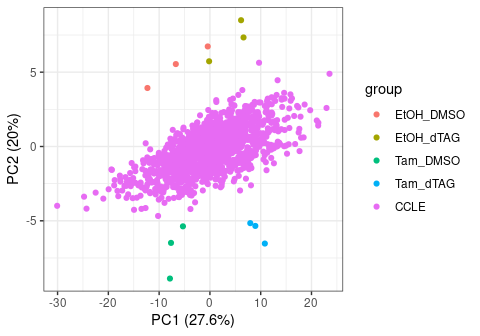 PC2 (20%)
5
0
-5
-30
-20
-10
0
10
20
PC1 (27.6%)
group
EtOH_DMSO
EtOH_dTAG
Tam_DMSO
Tam_dTAG
CCLE